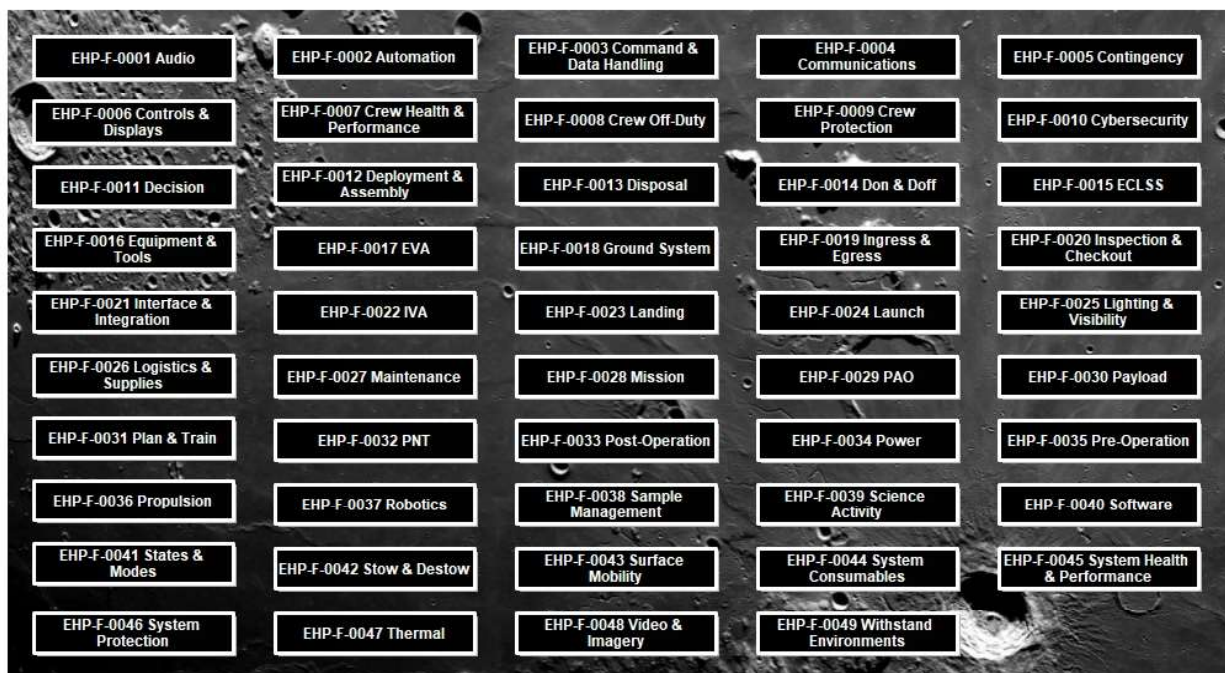 EHP-F-0001 Audio
EHP-F-0002 Automation
EHP-F-0003 Command &
Data Handling
EHP-F-0004
Communications
EHP-F-0005 Contingency
EHP-F-0006 Controls &
Displays
EHP-F-0007 Crew Health &
Performance
EHP-F-0008 Crew Off-Duty
EHP-F-0009 Crew
Protection
EHP-F-0010 Cybersecurity
EHP-F-0011 Decision
EHP-F-0012 Deployment &
Assembly
EHP-F-0013 Disposal
EHP-F-0014 Don & Doff
EHP-F-0015 ECLSS
EHP-F-0016 Equipment &
Tools
EHP-F-0017 EVA
EHP-F-0018 Ground System
EHP-F-0019 Ingress &
Egress
EHP-F-0020 Inspection &
Checkout
EHP-F-0021 Interface &
Integration
EHP-F-0022 IVA
EHP-F-0023 Landing
EHP-F-0024 Launch
EHP-F-0025 Lighting &
Visibility
EHP-F-0026 Logistics &
Supplies
EHP-F-0027 Maintenance
EHP-F-0028 Mission
EHP-F-0029 PAO
EHP-F-0030 Payload
EHP-F-0031 Plan & Train
EHP-F-0032 PNT
EHP-F-0033 Post-Operation
EHP-F-0034 Power
EHP-F-0035 Pre-Operation
EHP-F-0036 Propulsion
EHP-F-0037 Robotics
EHP-F-0038 Sample
Management
EHP-F-0039 Science
Activity
EHP-F-0040 Software
EHP-F-0041 States &
Modes
EHP-F-0042 Stow & Destow
EHP-F-0043 Surface
Mobility
EHP-F-0044 System
Consumables
EHP-F-0045 System Health
& Performance
EHP-F-0046 System
Protection
EHP-F-0047 Thermal
EHP-F-0048 Video &
Imagery
EHP-F-0049 Withstand
Environments